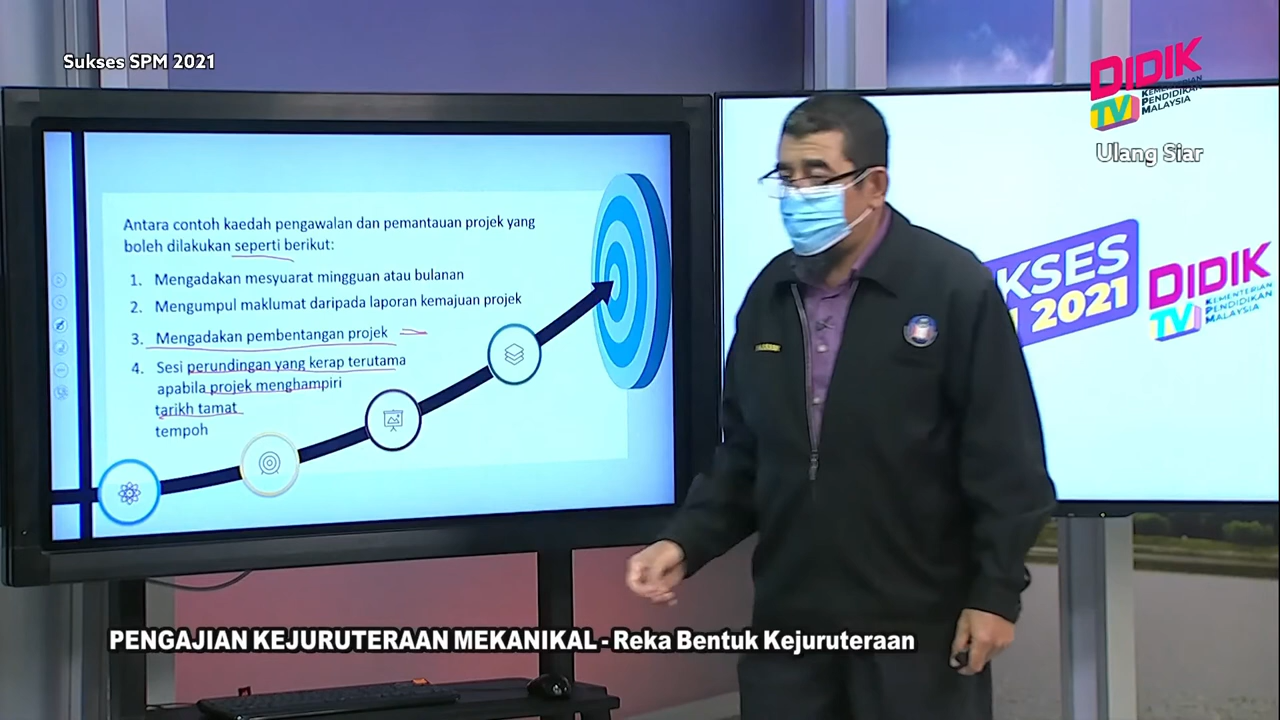 Sukses SPM 2021
DIDIK
TV
KEMENTERIAN
PENDIDIKAN
MALAYSIA
Ulang Siar
Antara contoh kaedah pengawalan dan pemantauan projek yang
boleh dilakukan seperti berikut:
1. Mengadakan mesyuarat mingguan atau bulanan
2. Mengumpul maklumat daripada laporan kemajuan projek
3. Mengadakan pembentangan projek
4. Sesi perundingan yang kerap terutama
apabila projek menghampiri
tarikh tamat
tempoh
KSES
2021
DIDIK
TV
KEMENTERIAN
PENDIDIKAN
MALAYSIA
PENGAJIAN KEJURUTERAAN MEKANIKAL - Reka Bentuk Kejuruteraan